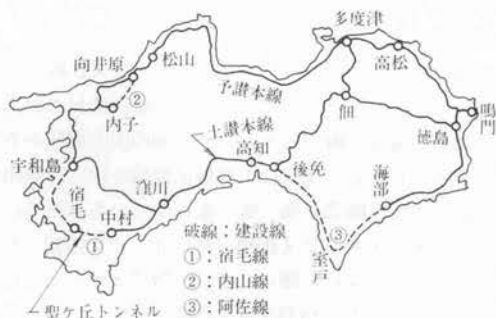 多度津
高松
鳴門
徳島
向井原
松山
②
内子
予讃本線
佃
土讃本線
高知
後免
海部
宇和島
宿毛
中村
窪川
①
③
室戸
聖ケ丘トンネル
破線：建設線
①：宿毛線
②：内山線
③：阿佐線